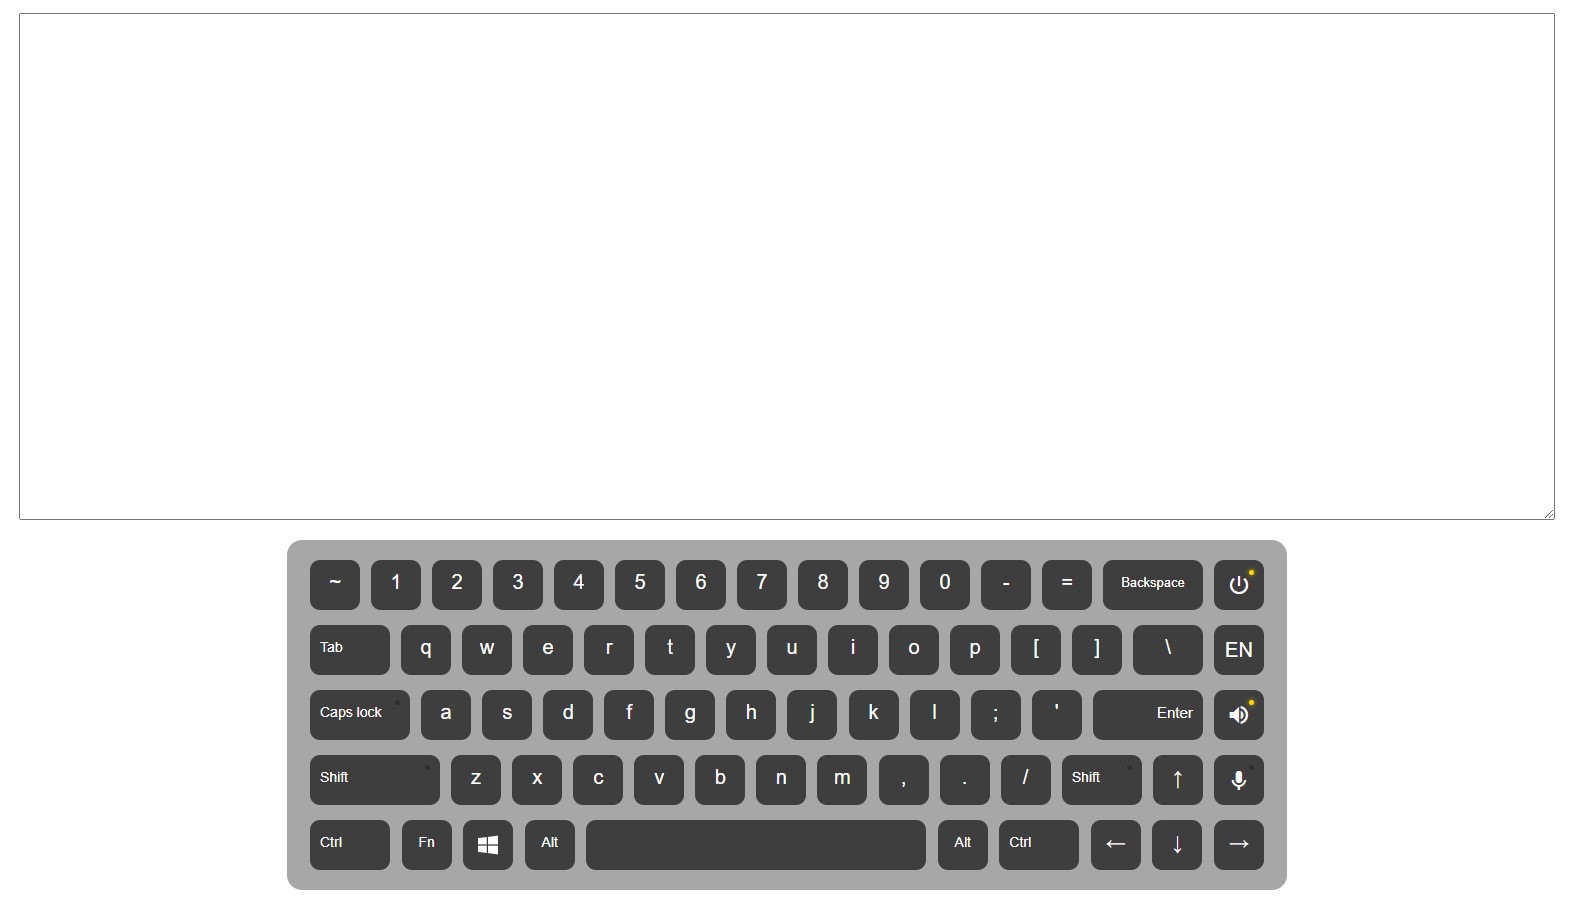 ~ 1 2 3 4 5 6 7 8 9 0 - = Backspace
Tab q w e r t y u i o p [ ] \ EN
Caps lock a s d f g h j k l ; ' Enter
Shift z x c v b n m , . / Shift ↑
Ctrl Fn Alt Alt Ctrl ← ↓ →